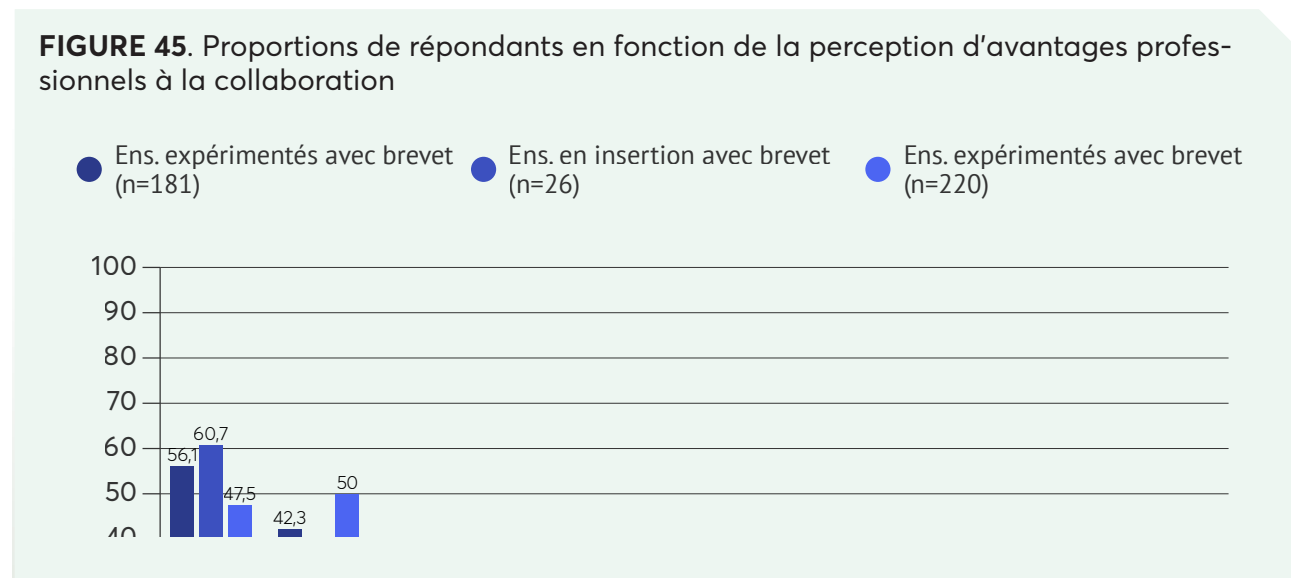 FIGURE 45. Proportions de répondants en fonction de la perception d'avantages profes-
sionnels à la collaboration
Ens. expérimentés avec brevet
(n=181)
Ens. en insertion avec brevet
(n=26)
Ens. expérimentés avec brevet
(n=220)
100
90
80
70
60
50
40
56,1
60,7
47,5
42,3
50